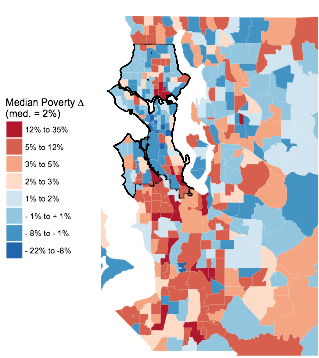 Median Poverty Δ
(med. = 2%)
12% to 35%
5% to 12%
3% to 5%
2% to 3%
1% to 2%
- 1% to + 1%
- 8% to - 1%
- 22% to -8%